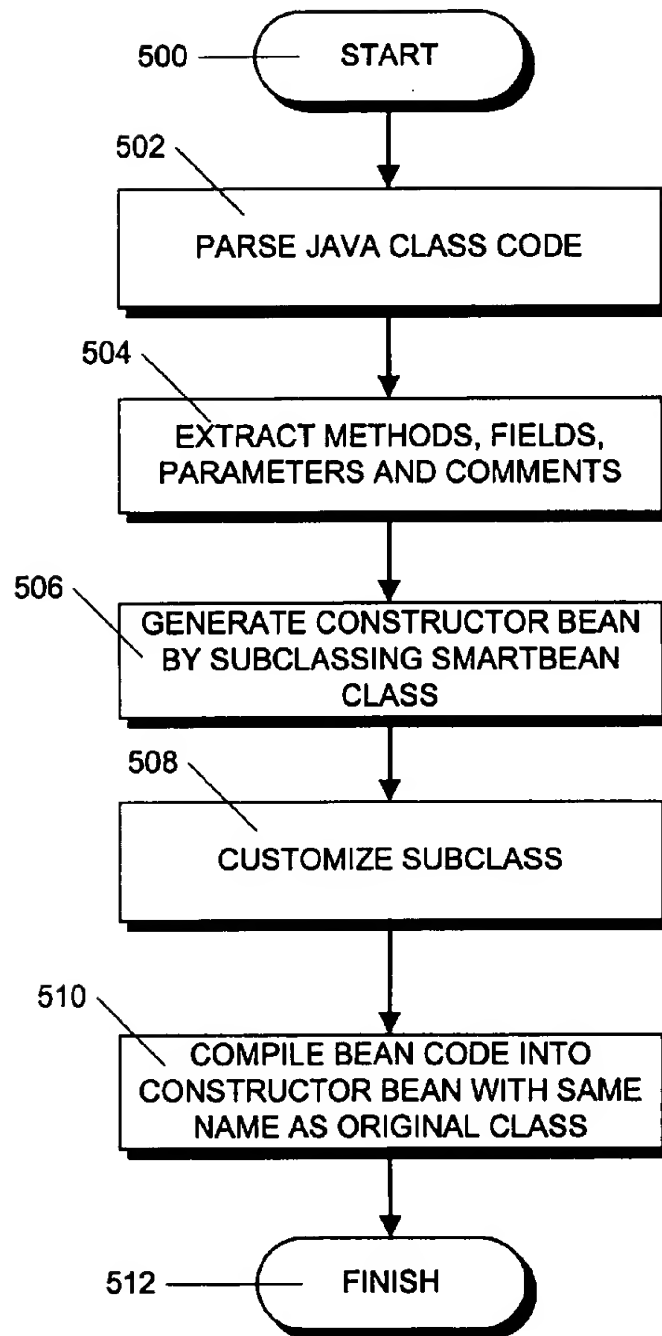 500
START
502
PARSE JAVA CLASS CODE
504
EXTRACT METHODS, FIELDS,
PARAMETERS AND COMMENTS
506
GENERATE CONSTRUCTOR BEAN
BY SUBCLASSING SMARTBEAN
CLASS
508
CUSTOMIZE SUBCLASS
510
COMPILE BEAN CODE INTO
CONSTRUCTOR BEAN WITH SAME
NAME AS ORIGINAL CLASS
512
FINISH